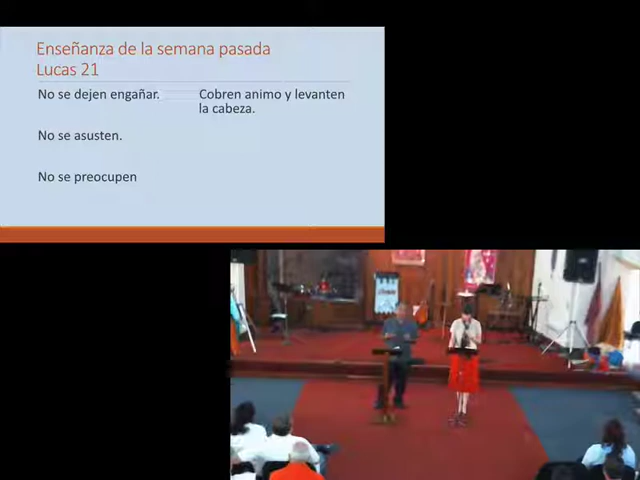 Enseñanza de la semana pasada
Lucas 21
No se dejen engañar.
No se asusten.
No se preocupen
Cobren animo y levanten
la cabeza.